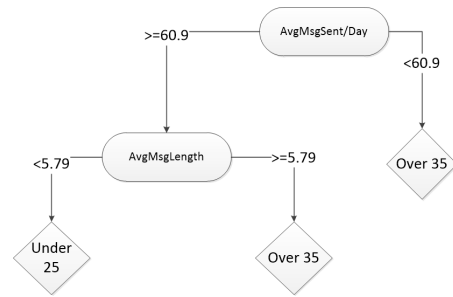 AvgMsgSent/Day
>=60.9
<60.9
AvgMsgLength
<5.79
>=5.79
Over 35
Under
25
Over 35